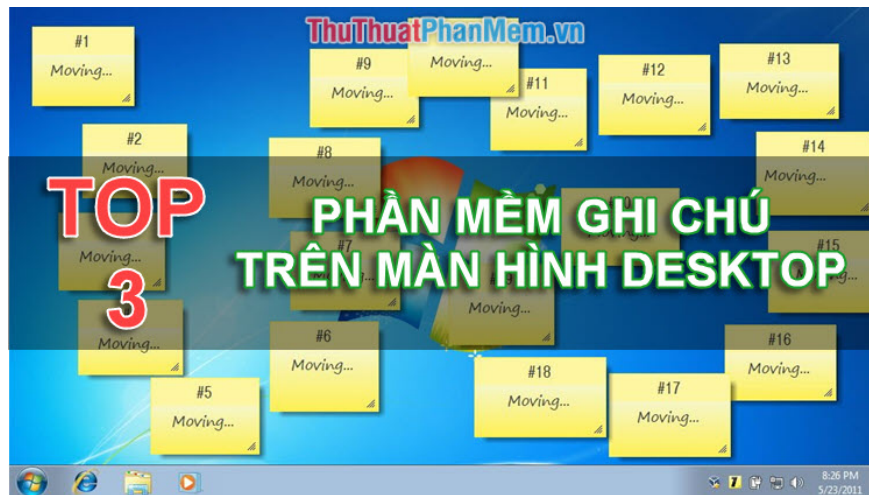 ThuThuatPhanMem.vn
#1
Moving...
#9
Moving...
Moving...
#11
Moving...
#12
Moving...
#13
Moving...
#2
Moving...
#8
Moving...
#14
Moving...
TOP
3
PHẦN MỀM GHI CHÚ
TRÊN MÀN HÌNH DESKTOP
Moving...
#7
#15
Moving...
Moving...
#6
Moving...
#16
Moving...
#5
Moving...
#18
Moving...
#17
Moving...
8:26 PM
5/23/2011